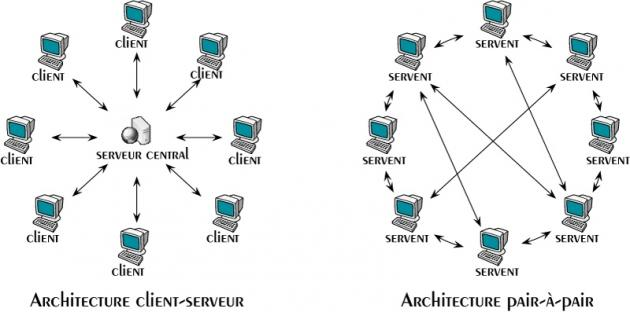 cliENT
cliENT
cliENT
cliENT
SERVEUR CENTRAL
cliENT
cliENT
cliENT
cliENT
ARCHITECTURE cliENT-SERVEUR
SERVENT
SERVENT
SERVENT
SERVENT
SERVENT
SERVENT
SERVENT
SERVENT
ARCHITECTURE PAIR-À-PAIR